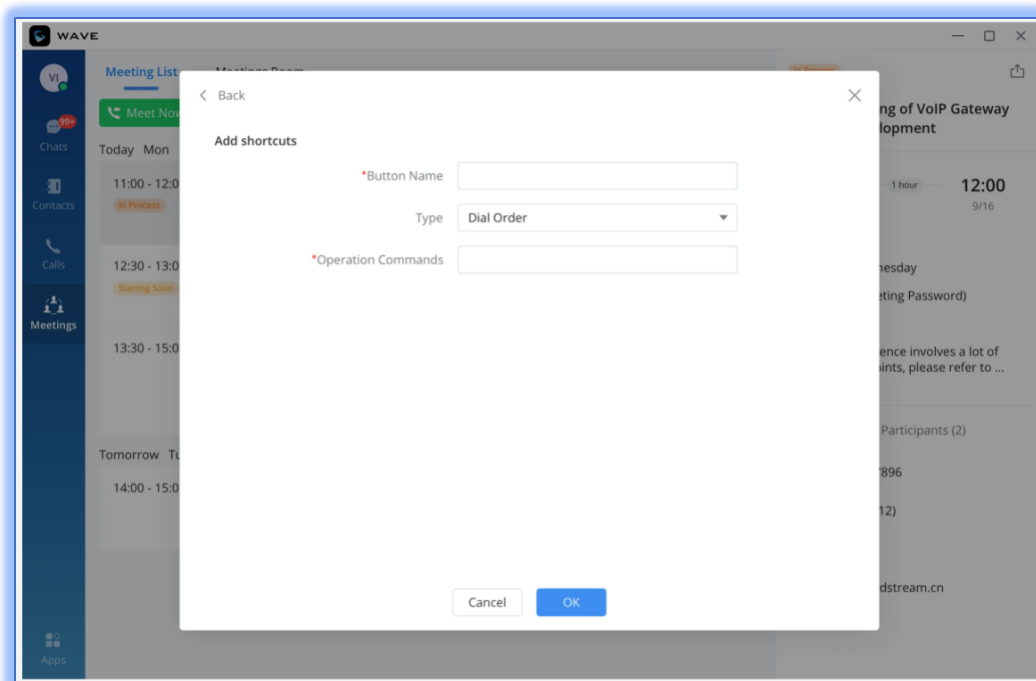 WAVE
VI
99+
Chats
Contacts
Calls
Meetings
Apps
Meeting List
Meetings Room
Meet Now
Today Mon
11:00 - 12:0
In Process
12:30 - 13:0
Starting Soon
13:30 - 15:0
Tomorrow Tu
14:00 - 15:0
Back
Add shortcuts
*Button Name
Type Dial Order
*Operation Commands
Cancel OK
In Process
ng of VoIP Gateway
lopment
1 hour 12:00
9/16
nesday
eting Password)
ence involves a lot of
ints, please refer to ...
Participants (2)
7896
12)
dstream.cn